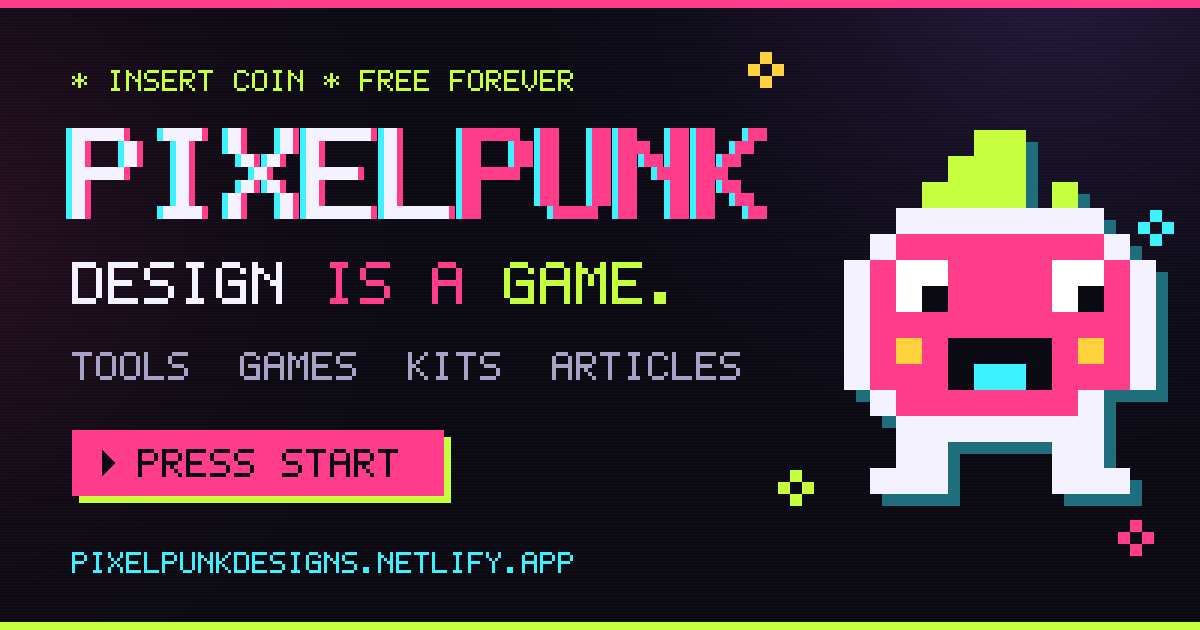 * INSERT COIN * FREE FOREVER
PIXELPUNK
DESIGN IS A GAME.
TOOLS GAMES KITS ARTICLES
PRESS START
PIXELPUNKDESIGNS.NETLIFY.APP